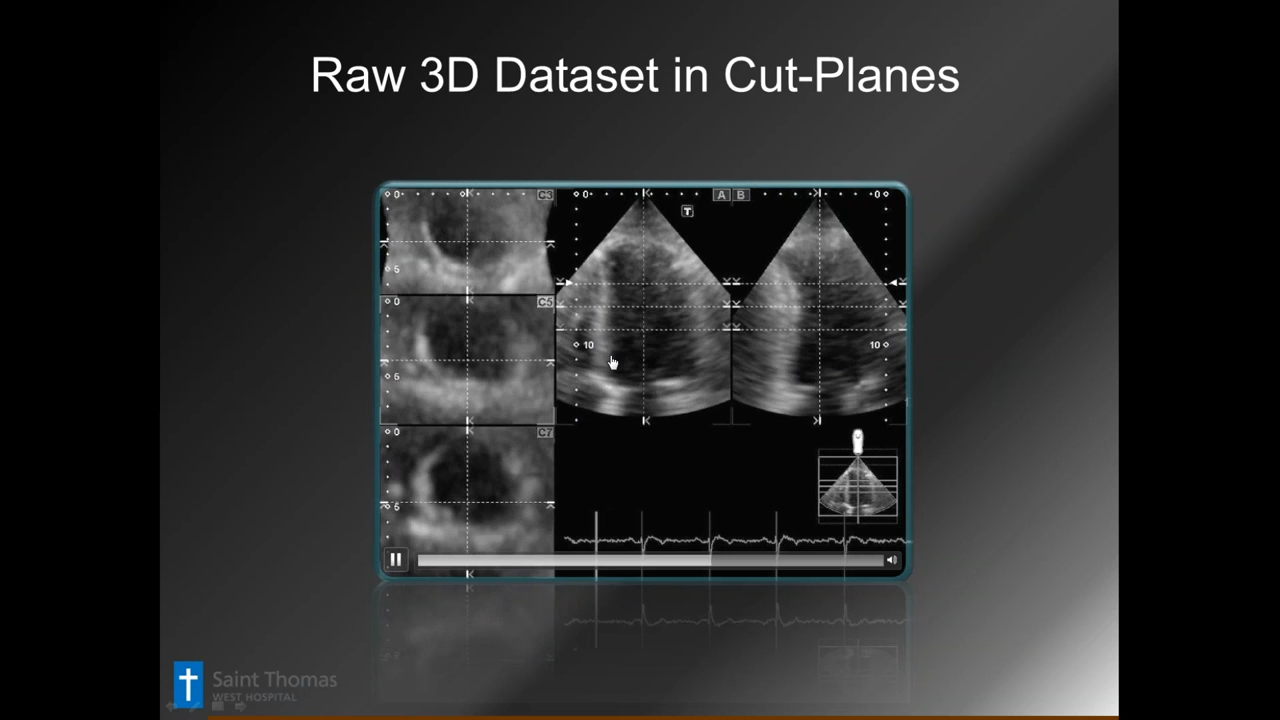 Raw 3D Dataset in Cut-Planes
0 C3
5
0 C5
5
0 C7
5
0 A B 0
T
10 10
Saint Thomas
WEST HOSPITAL